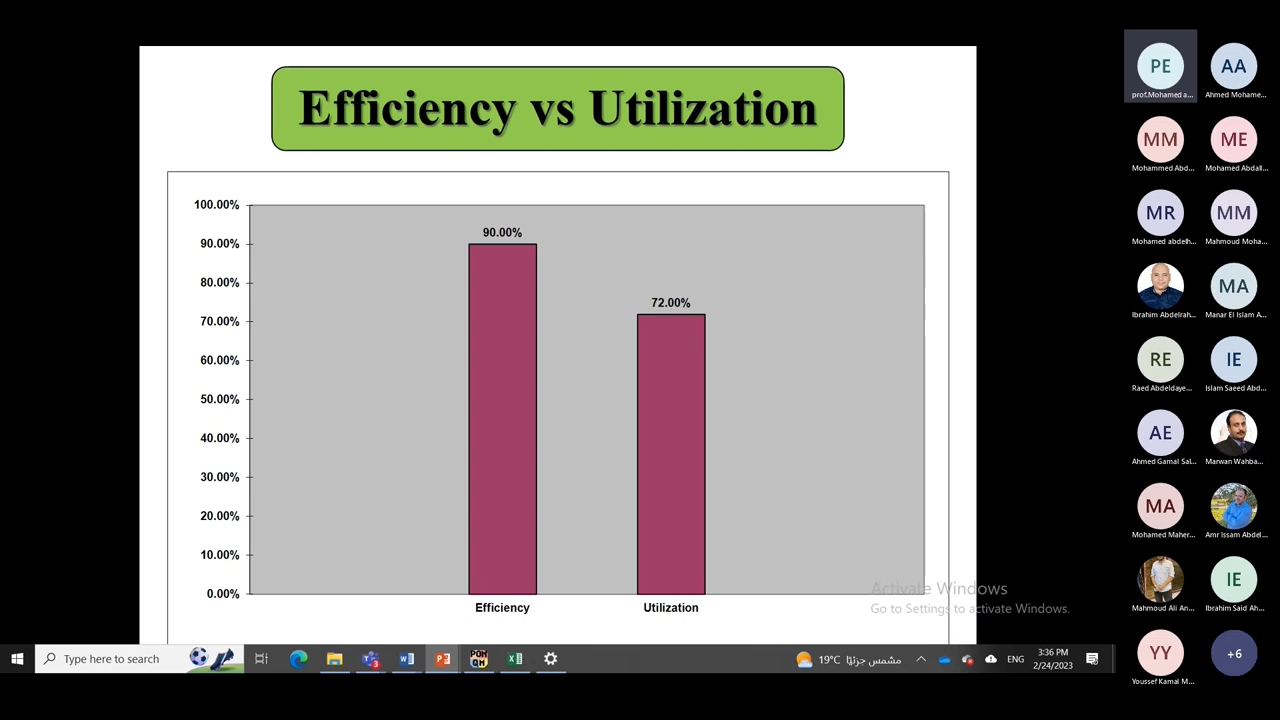 Efficiency vs Utilization
100.00%
90.00%
80.00%
70.00%
60.00%
50.00%
40.00%
30.00%
20.00%
10.00%
0.00%
90.00%
72.00%
Efficiency
Utilization
Activate Windows
Go to Settings to activate Windows.
Type here to search
POM
QM
19°C مشمس جزئيًا
ENG
3:36 PM
2/24/2023
PE
prof.Mohamed a...
AA
Ahmed Mohame...
MM
Mohammed Abd...
ME
Mohamed Abdall...
MR
Mohamed abdelh...
MM
Mahmoud Moha...
Ibrahim Abdelrah...
MA
Manar El Islam A...
RE
Raed Abdeldaye...
IE
Islam Saeed Abd...
AE
Ahmed Gamal Sal...
Marwan Wahba...
MA
Mohamed Maher...
Amr Issam Abdel...
Mahmoud Ali An...
IE
Ibrahim Said Ah...
YY
Youssef Kamal M...
+6